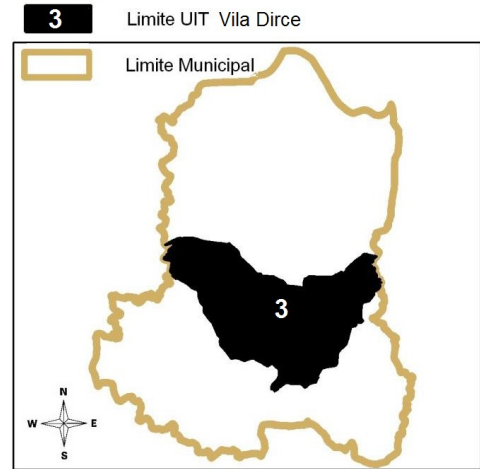 3 Limite UIT Vila Dirce
Limite Municipal
3
N
W E
S